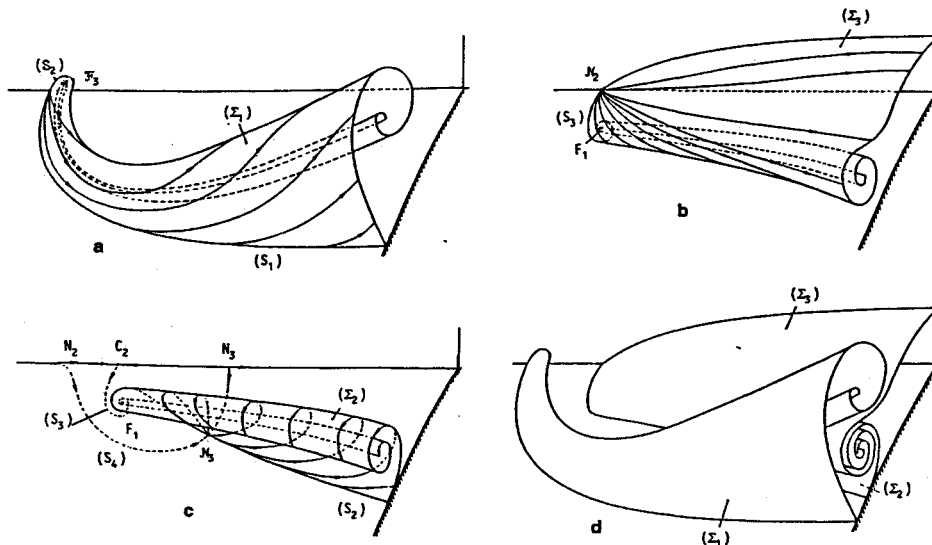 (S₂) 𝓕₃
(Σ₁)
(S₁)
a
(Σ₃)
𝒩₂
(S₃)
F₁
b
N₂ C₂ N₃
(Σ₂)
(S₃)
F₁
(S₄) 𝒩₃
(S₂)
c
(Σ₃)
(Σ₂)
(Σ₁)
d